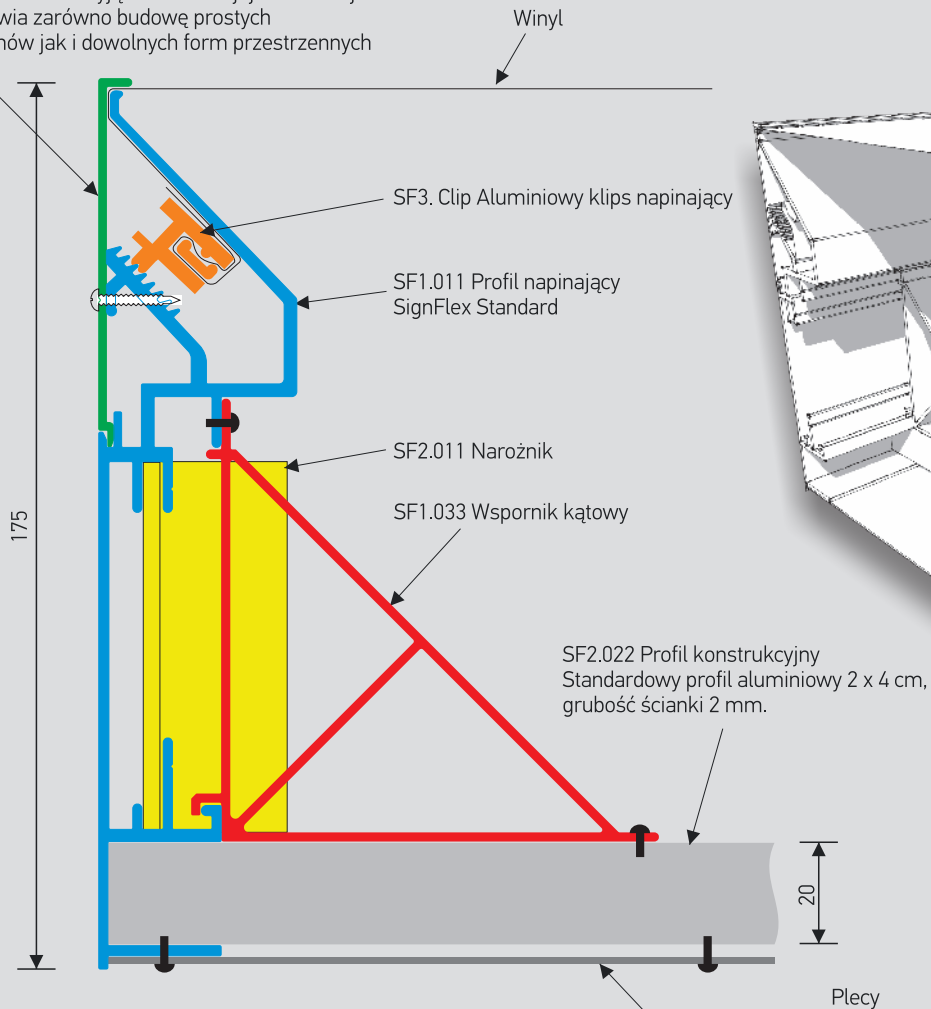 wia zarówno budowę prostych
nów jak i dowolnych form przestrzennych
Winyl
SF3. Clip Aluminiowy klips napinający
SF1.011 Profil napinający
SignFlex Standard
SF2.011 Narożnik
SF1.033 Wspornik kątowy
175
SF2.022 Profil konstrukcyjny
Standardowy profil aluminiowy 2 x 4 cm,
grubość ścianki 2 mm.
20
Plecy